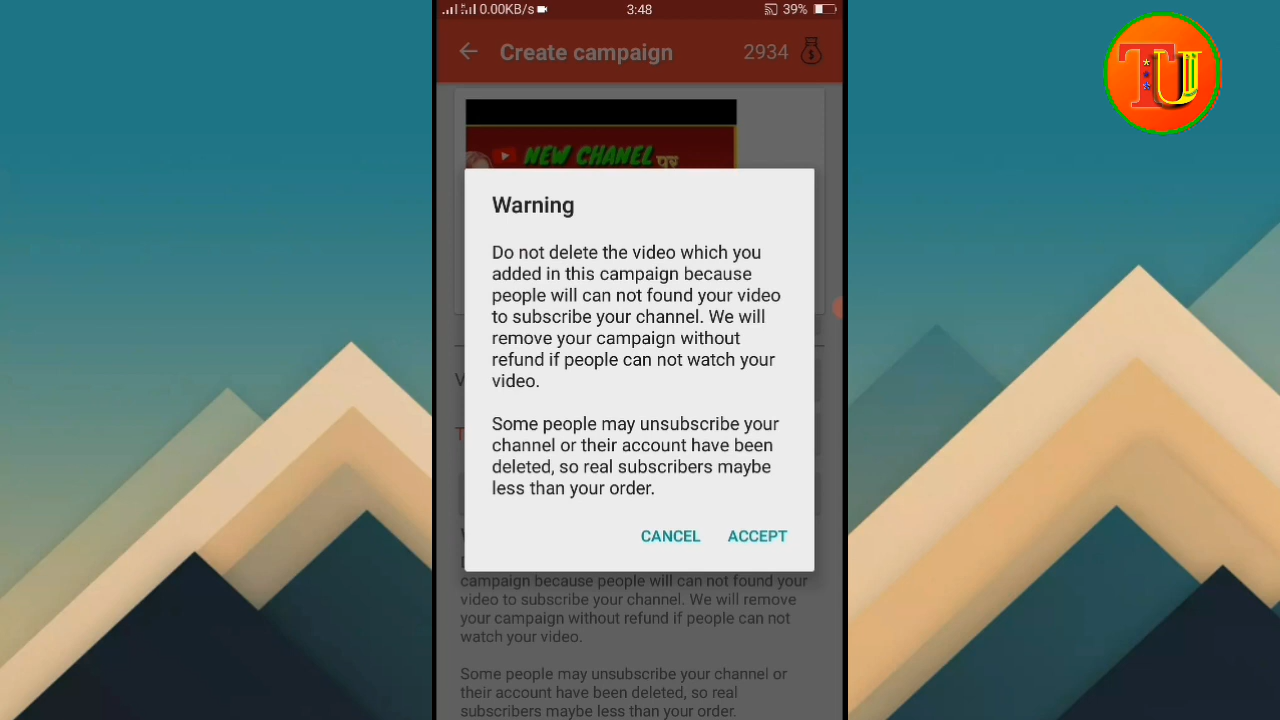 0.00KB/s
3:48
39%
Create campaign
2934
TU
NEW CHANEL पर
Warning
Do not delete the video which you
added in this campaign because
people will can not found your video
to subscribe your channel. We will
remove your campaign without
refund if people can not watch your
video.
Some people may unsubscribe your
channel or their account have been
deleted, so real subscribers maybe
less than your order.
CANCEL
ACCEPT
campaign because people will can not found your
video to subscribe your channel. We will remove
your campaign without refund if people can not
watch your video.
Some people may unsubscribe your channel or
their account have been deleted, so real
subscribers maybe less than your order.